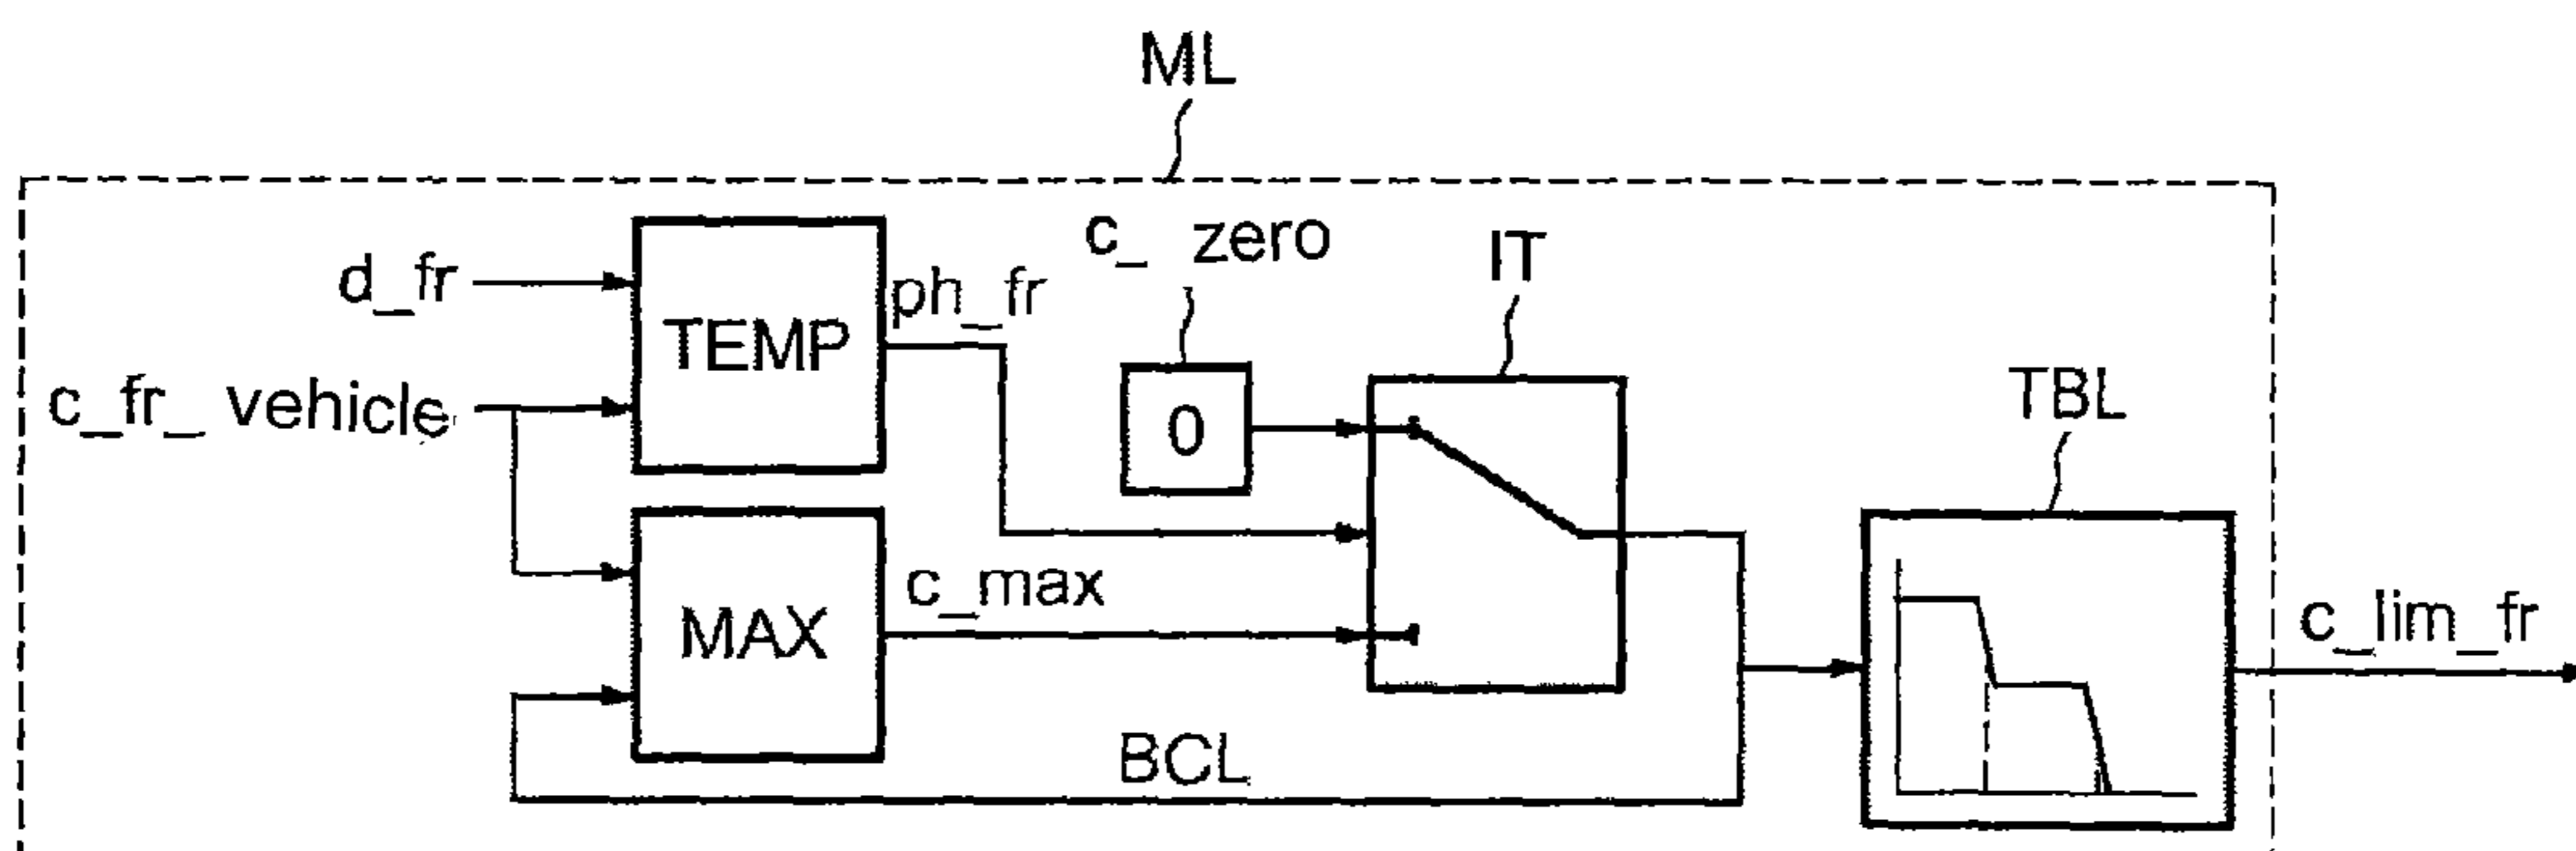 ML
c_ zero
IT
d_fr
ph_fr
TEMP
TBL
c_fr_ vehicle
0
c_max
c_lim_fr
MAX
BCL